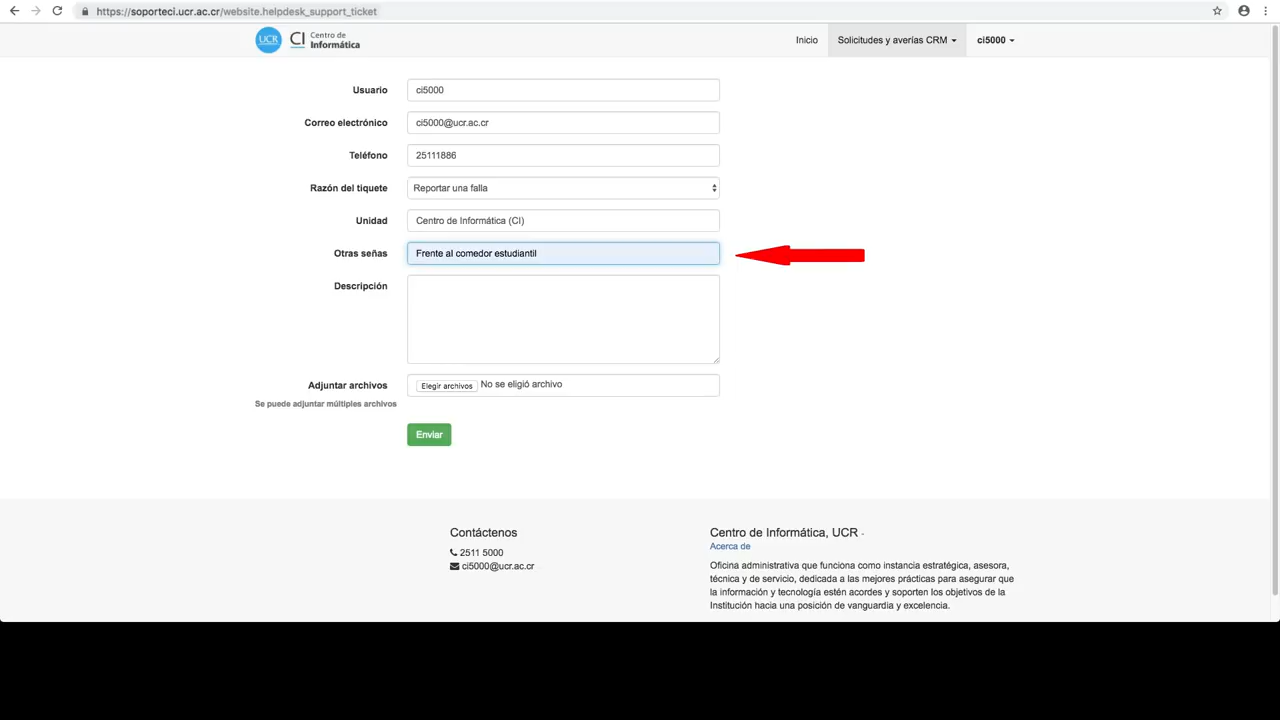 https://soporteci.ucr.ac.cr/website.helpdesk_support_ticket
UCR CI Centro de Informática
Inicio Solicitudes y averías CRM ci5000
Usuario ci5000
Correo electrónico ci5000@ucr.ac.cr
Teléfono 25111886
Razón del tiquete Reportar una falla
Unidad Centro de Informática (CI)
Otras señas Frente al comedor estudiantil
Descripción
Adjuntar archivos Elegir archivos No se eligió archivo
Se puede adjuntar múltiples archivos
Enviar
Contáctenos
2511 5000
ci5000@ucr.ac.cr
Centro de Informática, UCR -
Acerca de
Oficina administrativa que funciona como instancia estratégica, asesora,
técnica y de servicio, dedicada a las mejores prácticas para asegurar que
la información y tecnología estén acordes y soporten los objetivos de la
Institución hacia una posición de vanguardia y excelencia.